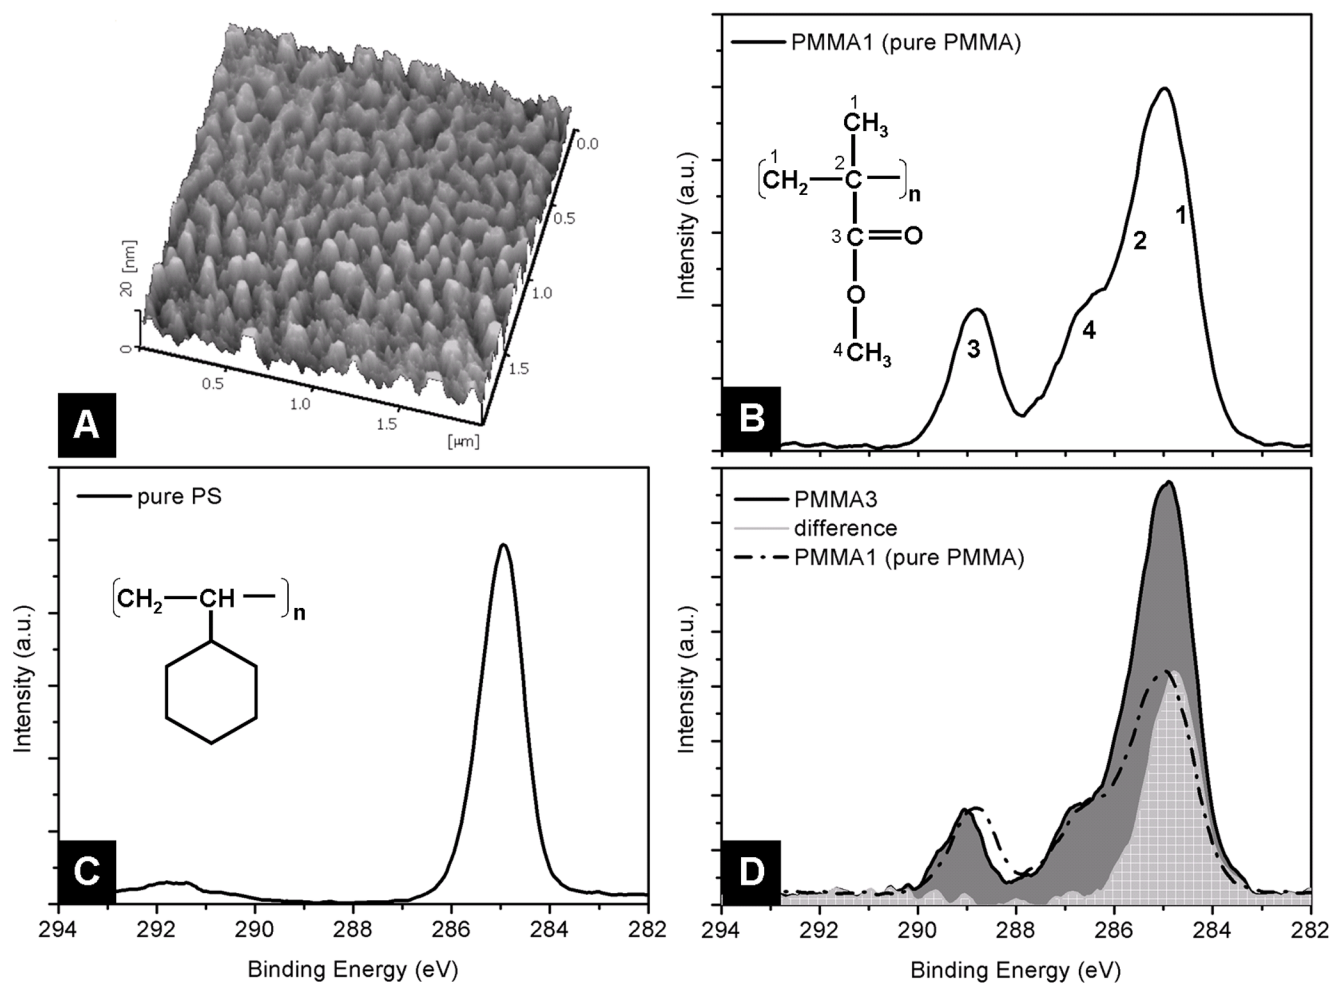 20 [nm]
0
0.5
1.0
1.5
[µm]
0.0
0.5
1.0
1.5
A
PMMA1 (pure PMMA)
Intensity (a.u.)
1
CH3
1
2
CH2
C
n
3
C
O
O
4
CH3
3
4
2
1
B
pure PS
Intensity (a.u.)
CH2
CH
n
C
294
292
290
288
286
284
282
Binding Energy (eV)
PMMA3
difference
PMMA1 (pure PMMA)
Intensity (a.u.)
D
294
292
290
288
286
284
282
Binding Energy (eV)